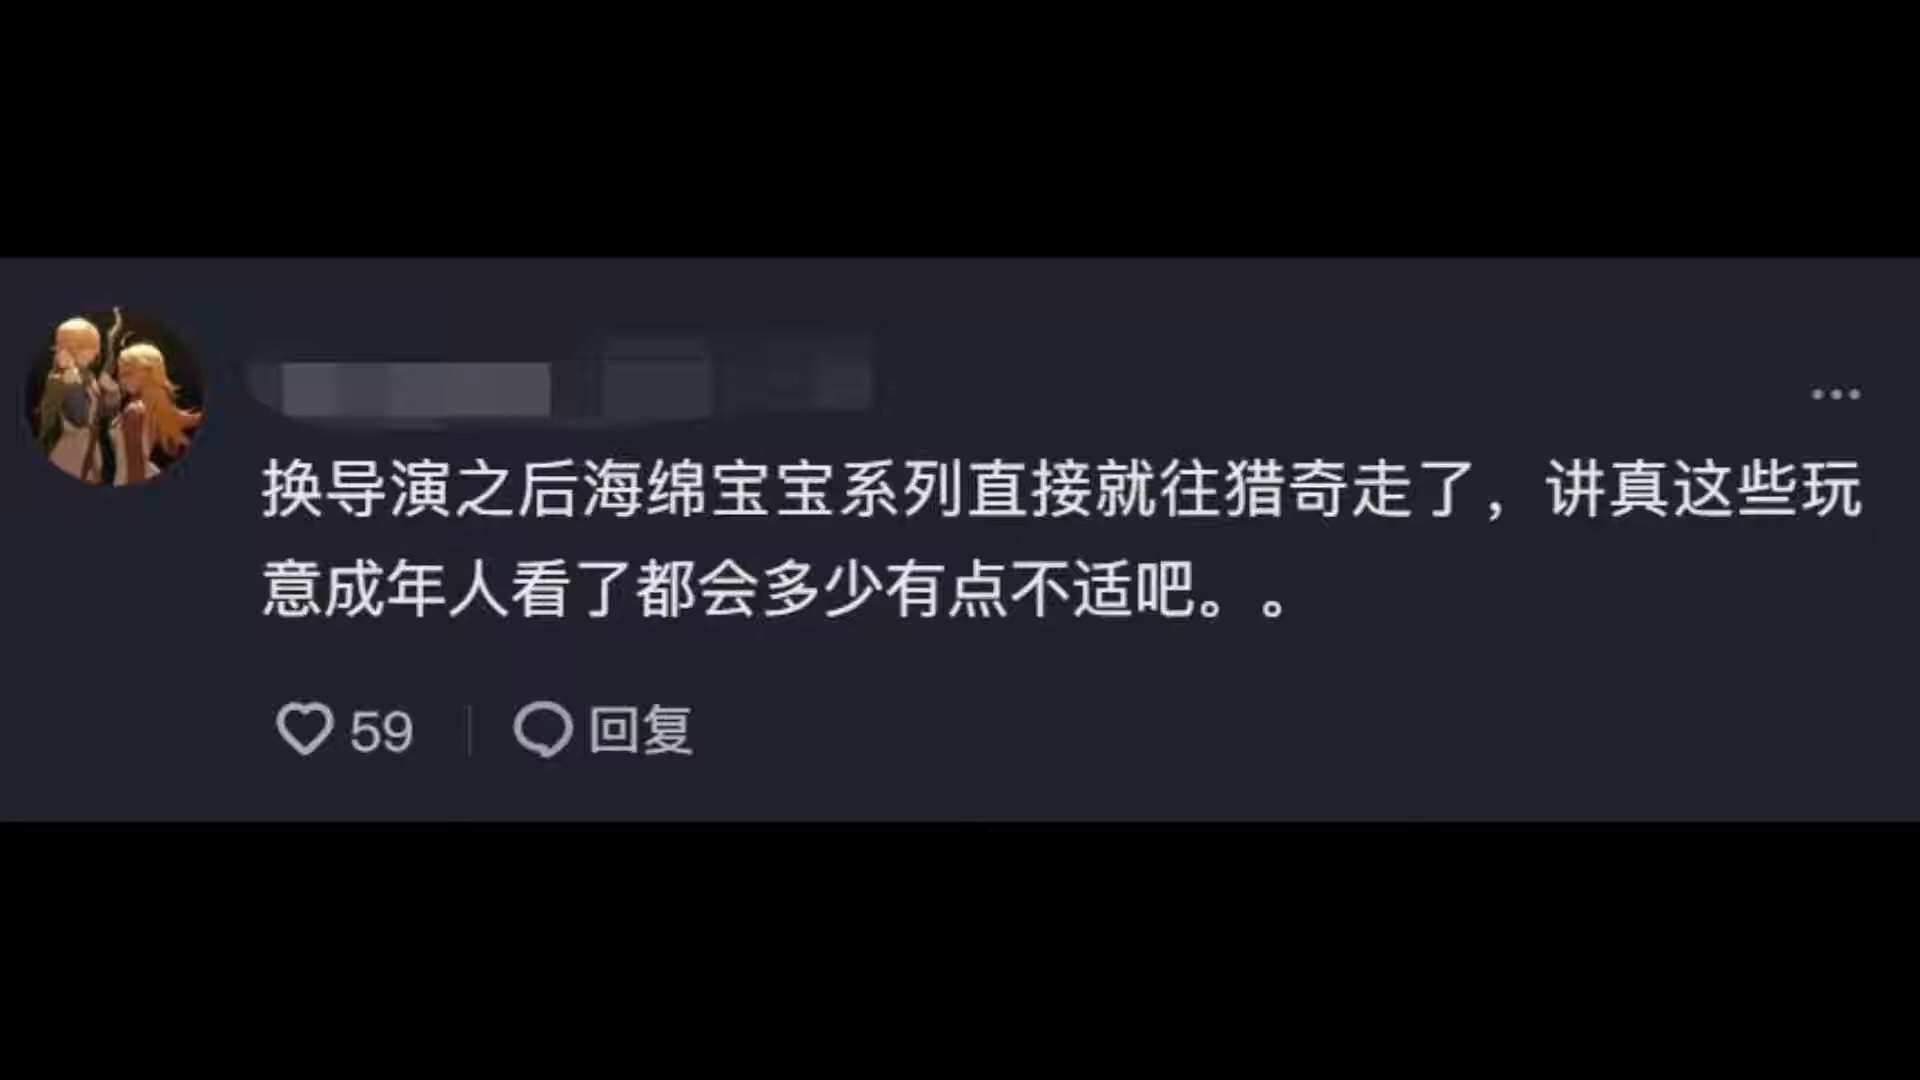 换导演之后海绵宝宝系列直接就往猎奇走了，讲真这些玩
意成年人看了都会多少有点不适吧。。
59 回复